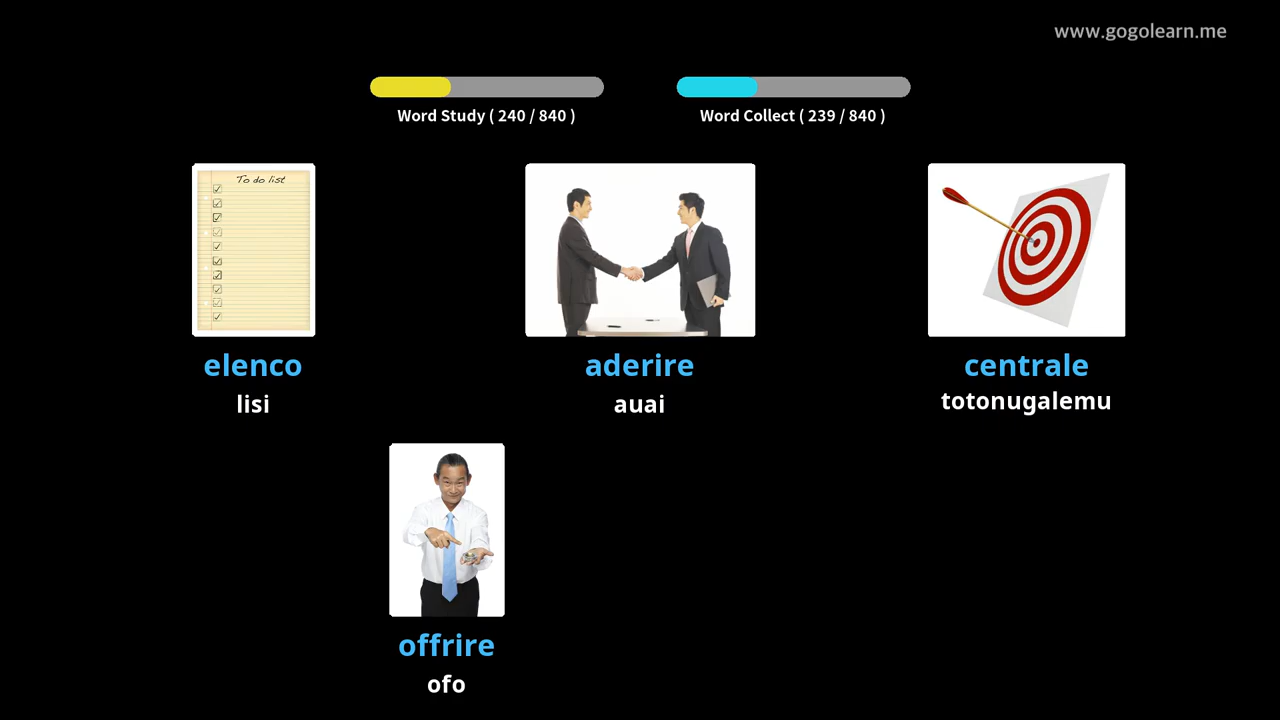 www.gogolearn.me
Word Study ( 240 / 840 )
Word Collect ( 239 / 840 )
To do list
elenco
lisi
aderire
auai
centrale
totonugalemu
offrire
ofo